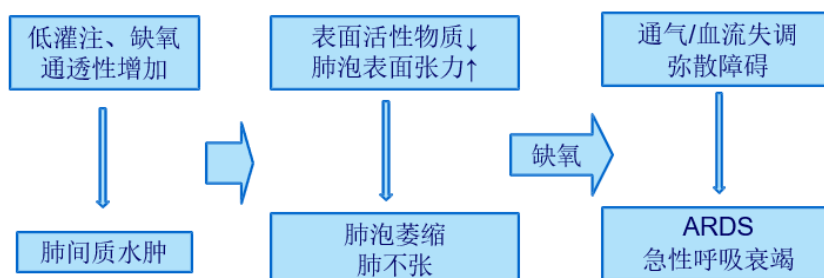 低灌注、缺氧
通透性增加
表面活性物质↓
肺泡表面张力↑
通气/血流失调
弥散障碍
缺氧
肺间质水肿
肺泡萎缩
肺不张
ARDS
急性呼吸衰竭